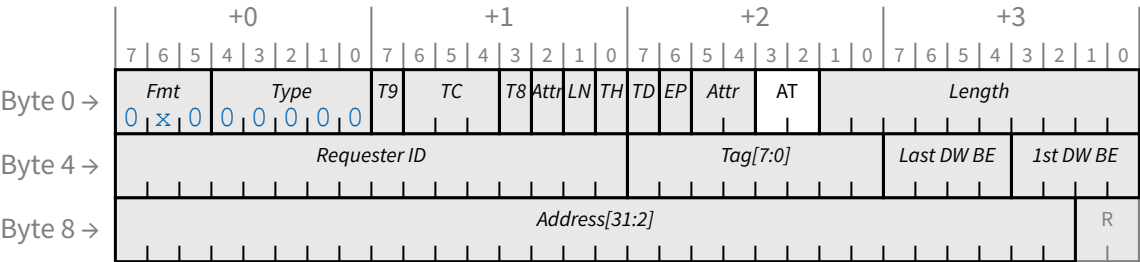 +0 +1 +2 +3
7 6 5 4 3 2 1 0 7 6 5 4 3 2 1 0 7 6 5 4 3 2 1 0 7 6 5 4 3 2 1 0
Byte 0 → Fmt Type T9 TC T8 Attr LN TH TD EP Attr AT Length
0 x 0 0 0 0 0 0
Byte 4 → Requester ID Tag[7:0] Last DW BE 1st DW BE
Byte 8 → Address[31:2] R